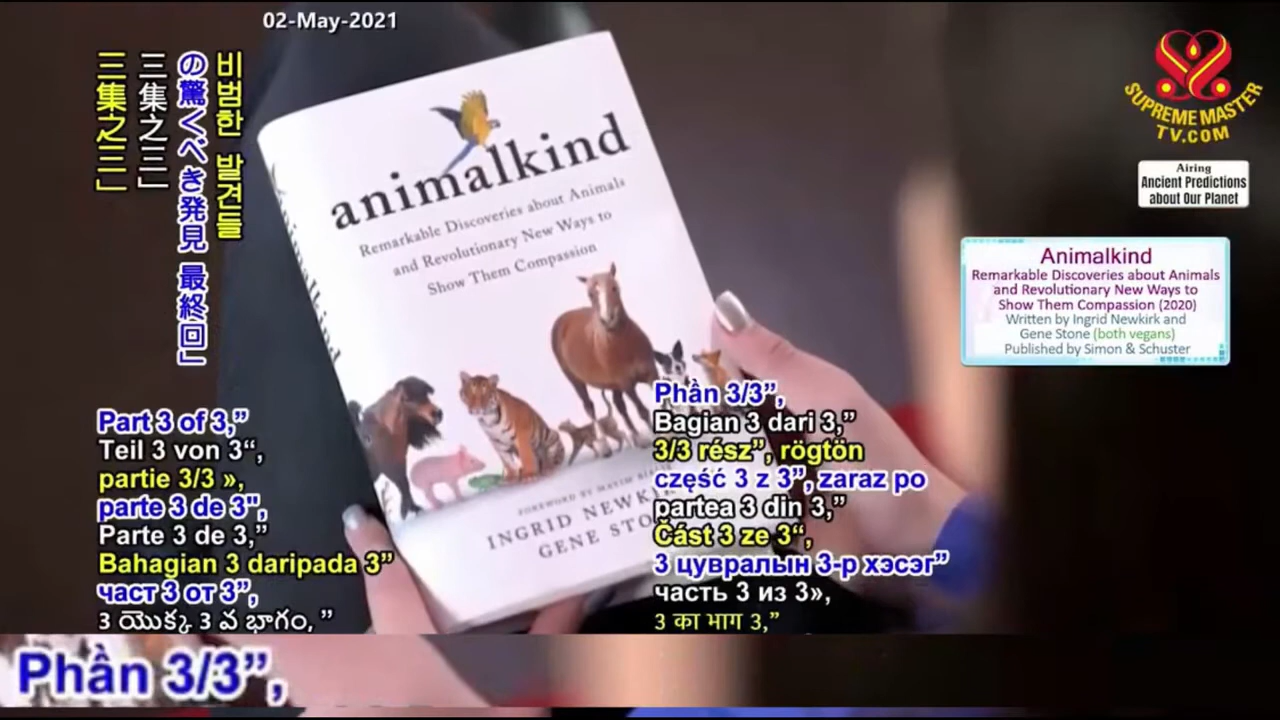 02-May-2021
비범한 발견들
の驚くべき発見 最終回」
三集之三」
三集之三」
SUPREME MASTER
TV.COM
Airing
Ancient Predictions
about Our Planet
Animalkind
Remarkable Discoveries about Animals
and Revolutionary New Ways to
Show Them Compassion (2020)
Written by Ingrid Newkirk and
Gene Stone (both vegans)
Published by Simon & Schuster
animalkind
Remarkable Discoveries about Animals
and Revolutionary New Ways to
Show Them Compassion
animalkind
FOREWORD BY
INGRID NEWKI
GENE STO
Part 3 of 3,”
Teil 3 von 3“,
partie 3/3 »,
parte 3 de 3",
Parte 3 de 3,”
Bahagian 3 daripada 3”
част 3 от 3”,
3 యొక్క 3 వ భాగం, ”
Phần 3/3”,
Bagian 3 dari 3,”
3/3 rész”, rögtön
część 3 z 3”, zaraz po
partea 3 din 3,”
Část 3 ze 3“,
3 цувралын 3-р хэсэг”
часть 3 из 3»,
3 का भाग 3,”
Phần 3/3”,